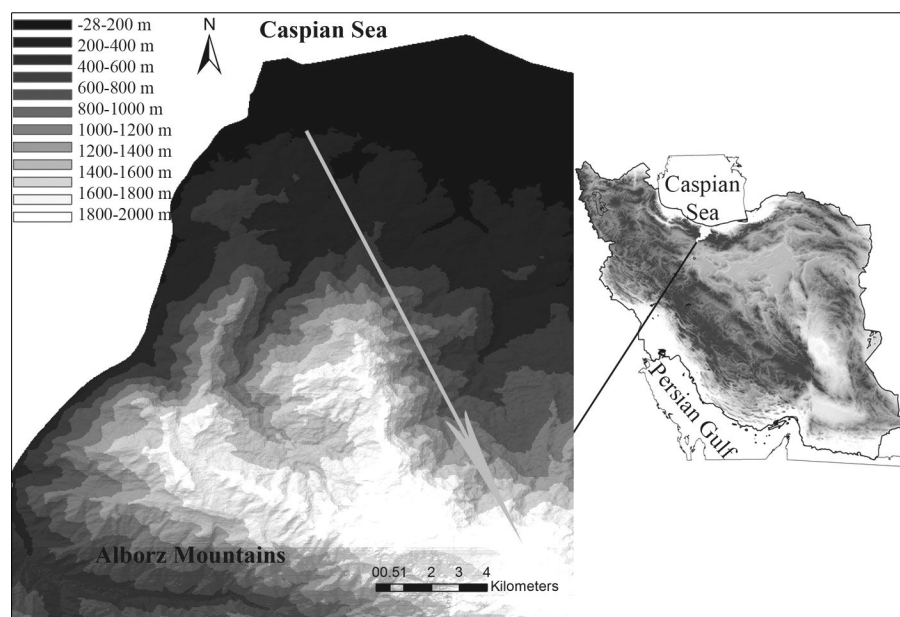 -28-200 m
200-400 m
400-600 m
600-800 m
800-1000 m
1000-1200 m
1200-1400 m
1400-1600 m
1600-1800 m
1800-2000 m
N
Caspian Sea
Alborz Mountains
00.51 2 3 4
Kilometers
Caspian
Sea
Persian Gulf